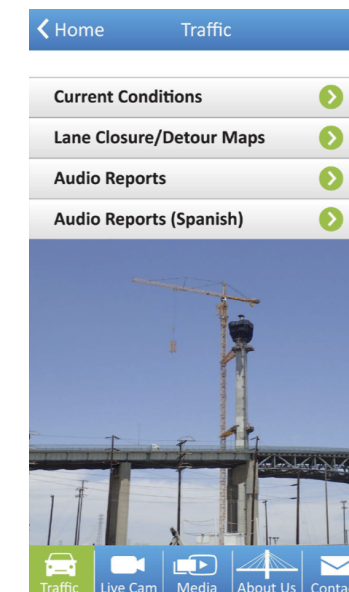 Home Traffic
Current Conditions
Lane Closure/Detour Maps
Audio Reports
Audio Reports (Spanish)
Traffic Live Cam Media About Us Contac